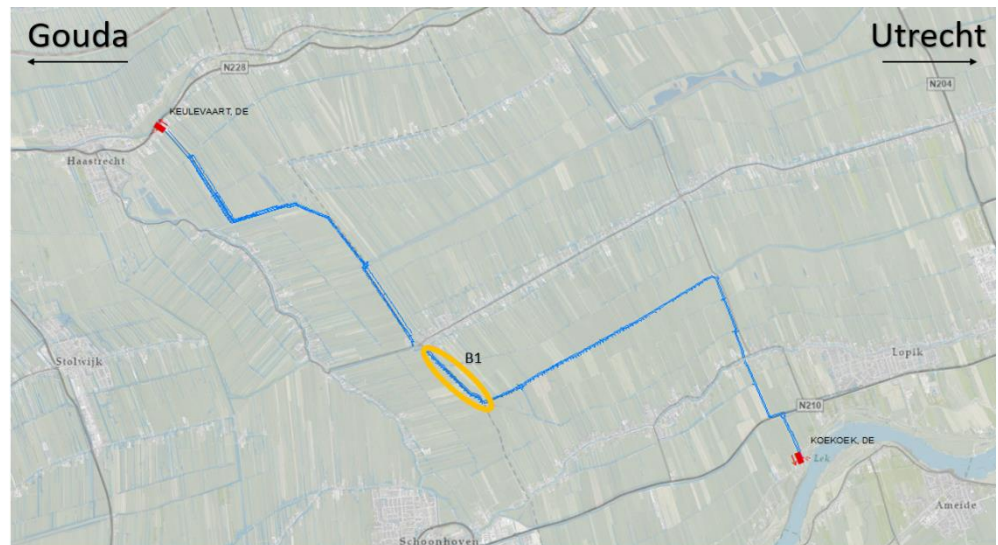 Gouda
Utrecht
N228
N204
KEULEVAART, DE
Haastrecht
B1
Stolwijk
Lopik
N210
KOEKOEK, DE
Lek
Ameide
Schoonhoven